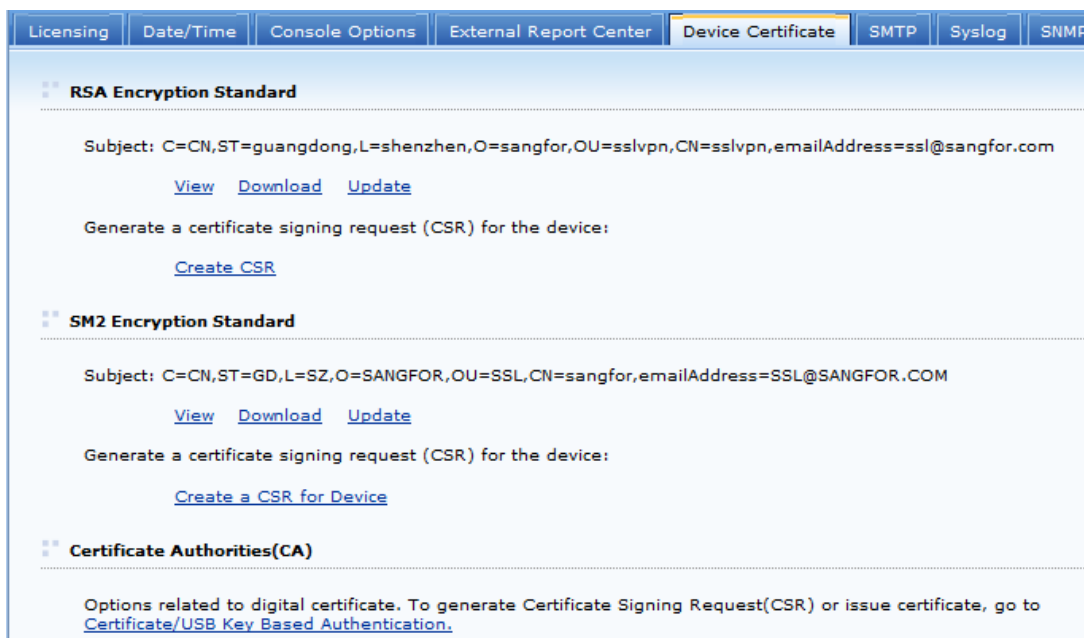 Licensing Date/Time Console Options External Report Center Device Certificate SMTP Syslog SNMP
RSA Encryption Standard
Subject: C=CN,ST=guangdong,L=shenzhen,O=sangfor,OU=sslvpn,CN=sslvpn,emailAddress=ssl@sangfor.com
View Download Update
Generate a certificate signing request (CSR) for the device:
Create CSR
SM2 Encryption Standard
Subject: C=CN,ST=GD,L=SZ,O=SANGFOR,OU=SSL,CN=sangfor,emailAddress=SSL@SANGFOR.COM
View Download Update
Generate a certificate signing request (CSR) for the device:
Create a CSR for Device
Certificate Authorities(CA)
Options related to digital certificate. To generate Certificate Signing Request(CSR) or issue certificate, go to
Certificate/USB Key Based Authentication.